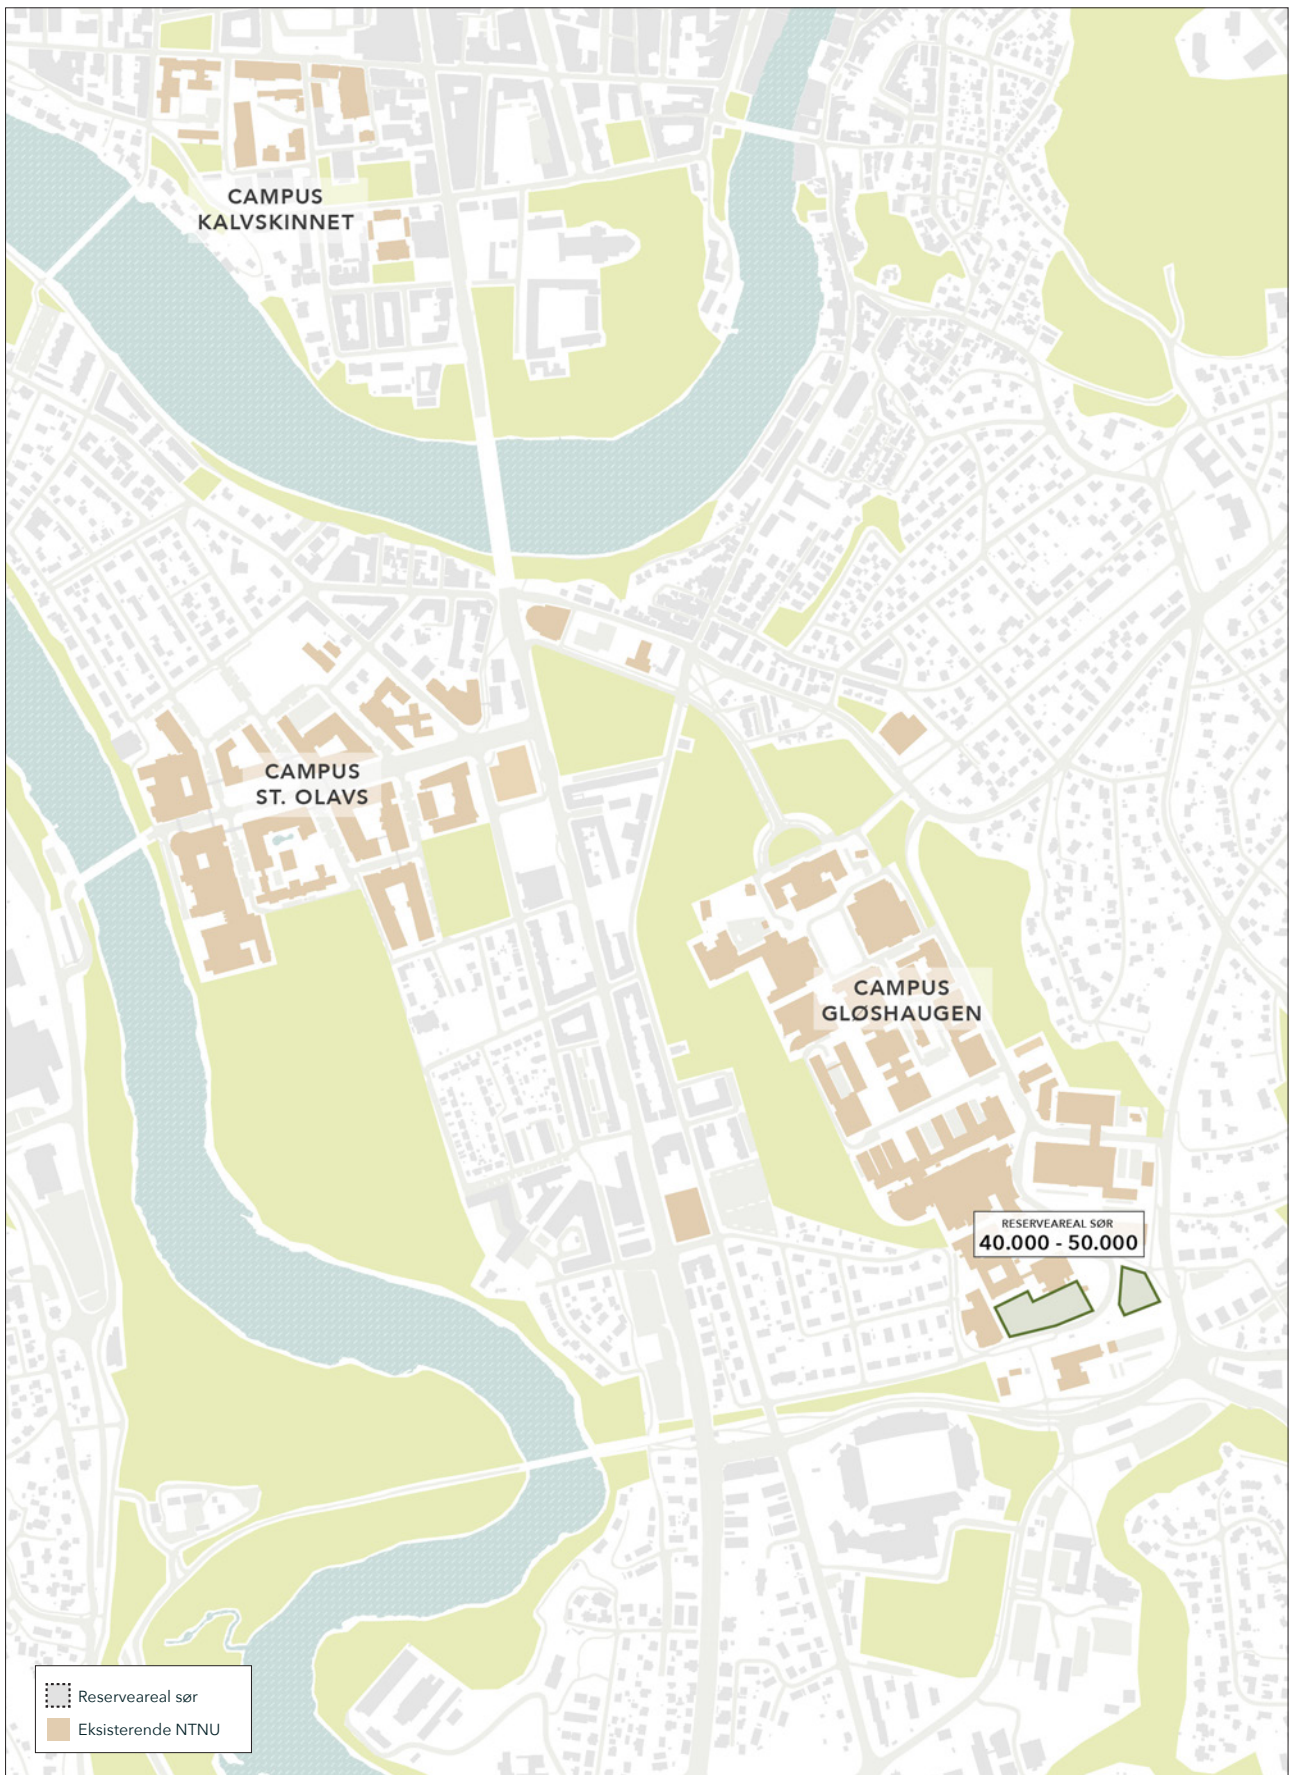 CAMPUS
KALVSKINNET
CAMPUS
ST. OLAVS
CAMPUS
GLØSHAUGEN
RESERVEAREAL SØR
40.000 - 50.000
Reserveareal sør
Eksisterende NTNU